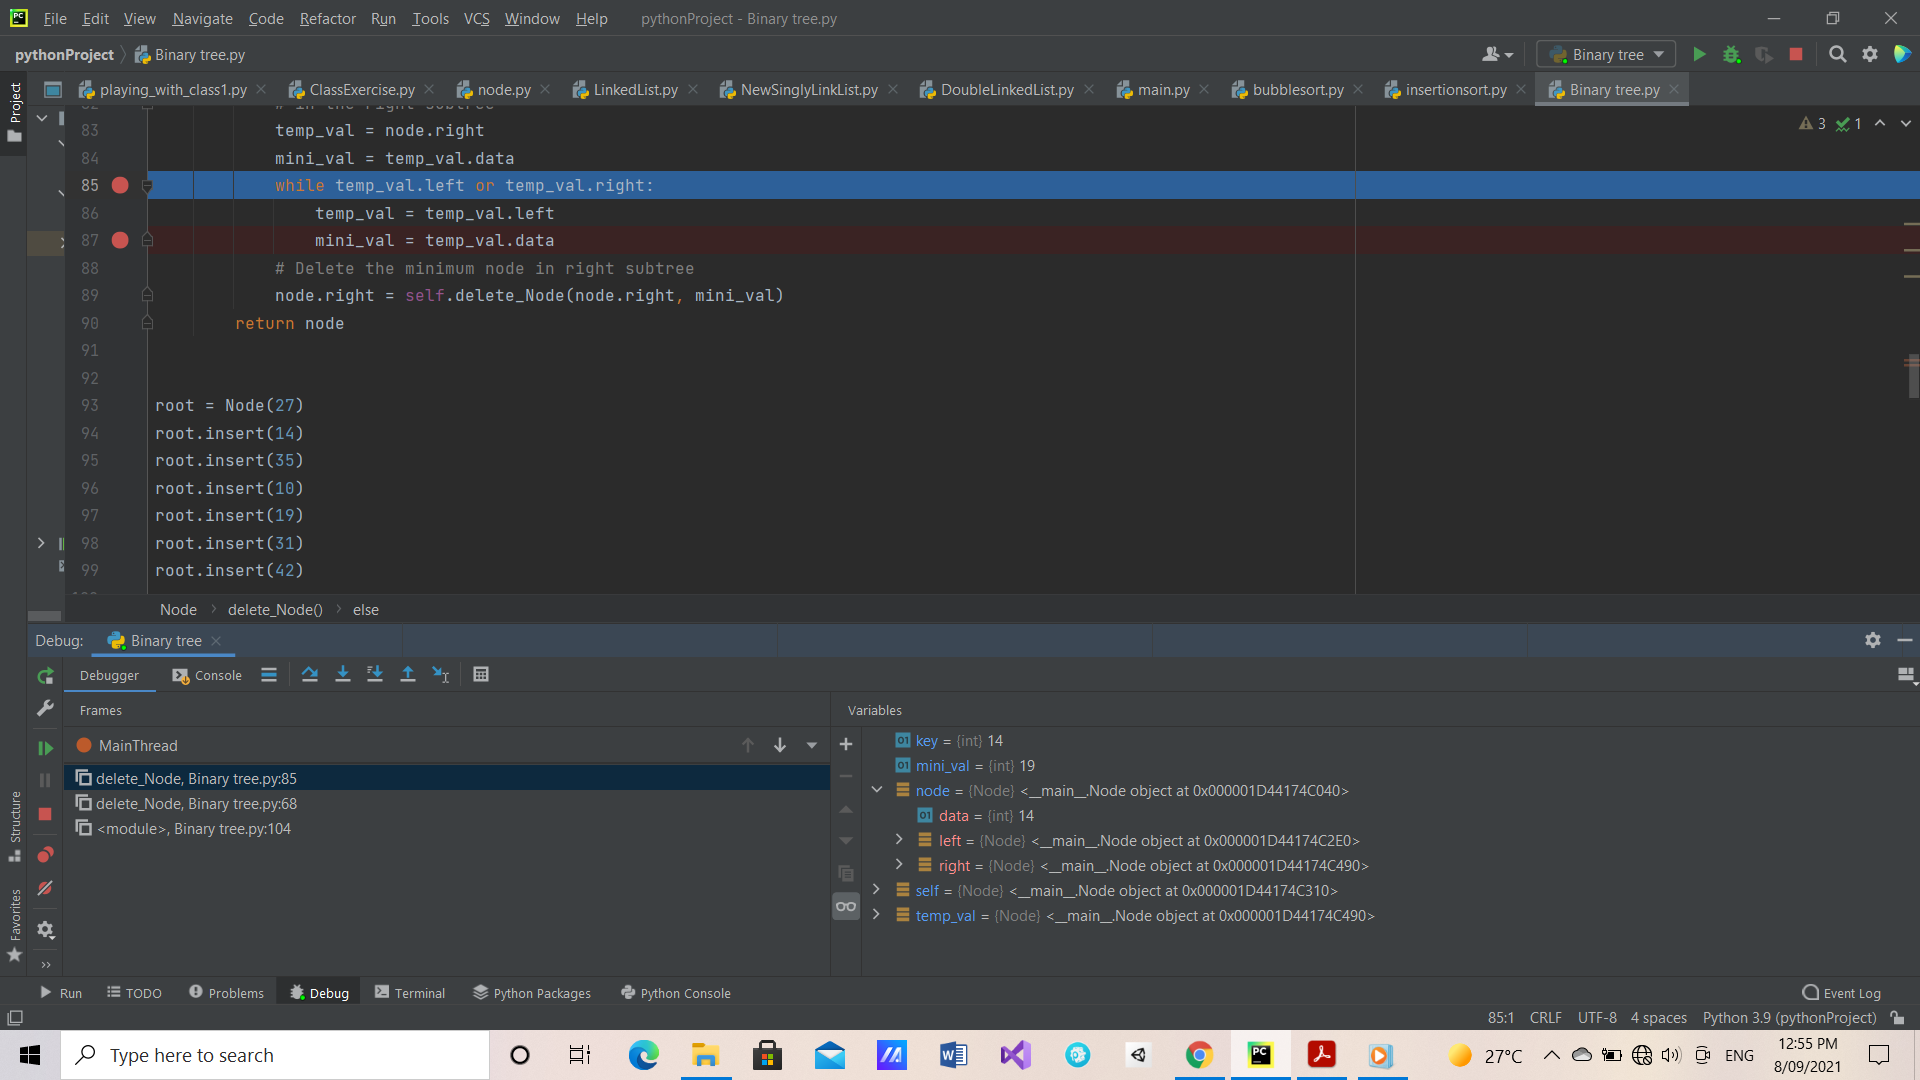 File Edit View Navigate Code Refactor Run Tools VCS Window Help pythonProject - Binary tree.py
pythonProject Binary tree.py Binary tree
playing_with_class1.py ClassExercise.py node.py LinkedList.py NewSinglyLinkList.py DoubleLinkedList.py main.py bubblesort.py insertionsort.py Binary tree.py
Project
82 # in the right subtree
3 1
83 temp_val = node.right
84 mini_val = temp_val.data
85 while temp_val.left or temp_val.right:
86 temp_val = temp_val.left
87 mini_val = temp_val.data
88 # Delete the minimum node in right subtree
89 node.right = self.delete_Node(node.right, mini_val)
90 return node
91
92
93 root = Node(27)
94 root.insert(14)
95 root.insert(35)
96 root.insert(10)
97 root.insert(19)
98 root.insert(31)
99 root.insert(42)
Node delete_Node() else
Debug: Binary tree
Debugger Console
Frames Variables
MainThread
delete_Node, Binary tree.py:85
delete_Node, Binary tree.py:68
<module>, Binary tree.py:104
key = {int} 14
mini_val = {int} 19
node = {Node} <__main__.Node object at 0x000001D44174C040>
data = {int} 14
left = {Node} <__main__.Node object at 0x000001D44174C2E0>
right = {Node} <__main__.Node object at 0x000001D44174C490>
self = {Node} <__main__.Node object at 0x000001D44174C310>
temp_val = {Node} <__main__.Node object at 0x000001D44174C490>
Structure
Favorites
Run TODO Problems Debug Terminal Python Packages Python Console Event Log
85:1 CRLF UTF-8 4 spaces Python 3.9 (pythonProject)
Type here to search
27°C ENG
12:55 PM
8/09/2021